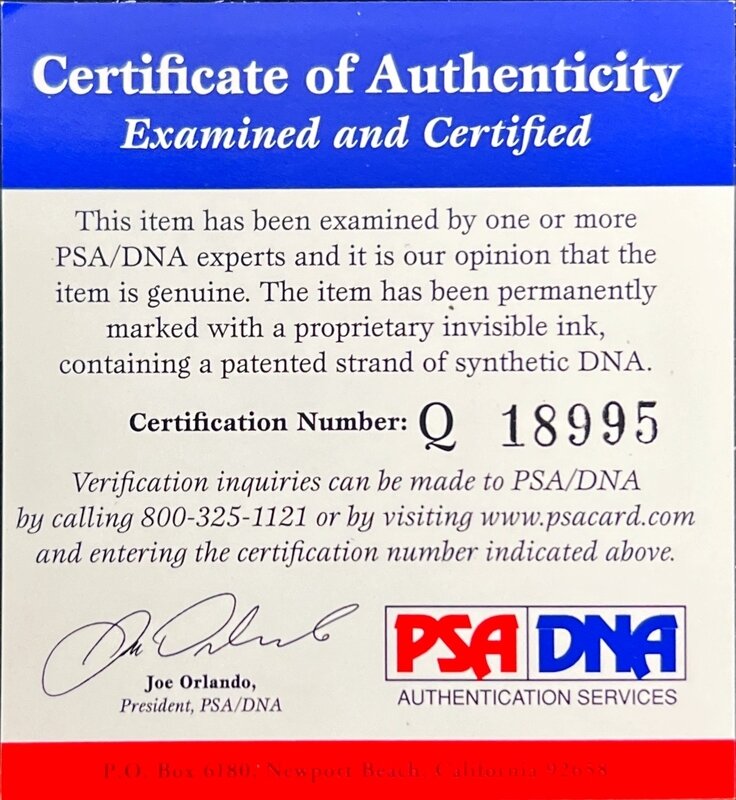 Certificate of Authenticity
Examined and Certified
This item has been examined by one or more
PSA/DNA experts and it is our opinion that the
item is genuine. The item has been permanently
marked with a proprietary invisible ink,
containing a patented strand of synthetic DNA.
Certification Number: Q 18995
Verification inquiries can be made to PSA/DNA
by calling 800-325-1121 or by visiting www.psacard.com
and entering the certification number indicated above.
Joe Orlando,
President, PSA/DNA
PSA DNA
AUTHENTICATION SERVICES
P.O. Box 6180, Newport Beach, California 92658